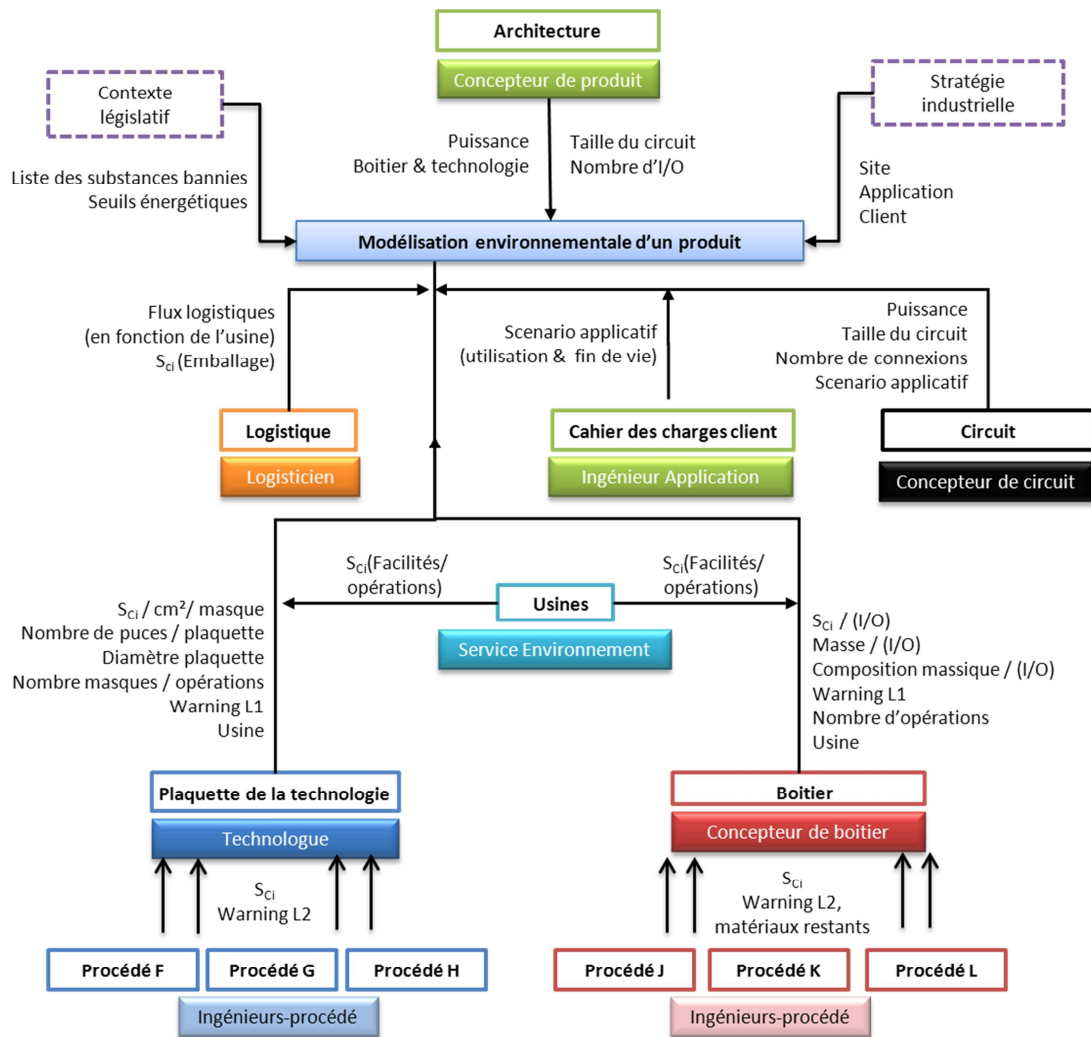 Architecture
Concepteur de produit
Contexte
législatif
Stratégie
industrielle
Puissance
Boitier & technologie
Taille du circuit
Nombre d'I/O
Liste des substances bannies
Seuils énergétiques
Site
Application
Client
Modélisation environnementale d'un produit
Flux logistiques
(en fonction de l'usine)
Sci (Emballage)
Scenario applicatif
(utilisation & fin de vie)
Puissance
Taille du circuit
Nombre de connexions
Scenario applicatif
Logistique
Logisticien
Cahier des charges client
Ingénieur Application
Circuit
Concepteur de circuit
SCi(Facilités/
opérations)
SCi(Facilités/
opérations)
Usines
Service Environnement
SCi / cm²/ masque
Nombre de puces / plaquette
Diamètre plaquette
Nombre masques / opérations
Warning L1
Usine
SCi / (I/O)
Masse / (I/O)
Composition massique / (I/O)
Warning L1
Nombre d'opérations
Usine
Plaquette de la technologie
Technologue
Boitier
Concepteur de boitier
SCi
Warning L2
SCi
Warning L2,
matériaux restants
Procédé F
Procédé G
Procédé H
Ingénieurs-procédé
Procédé J
Procédé K
Procédé L
Ingénieurs-procédé